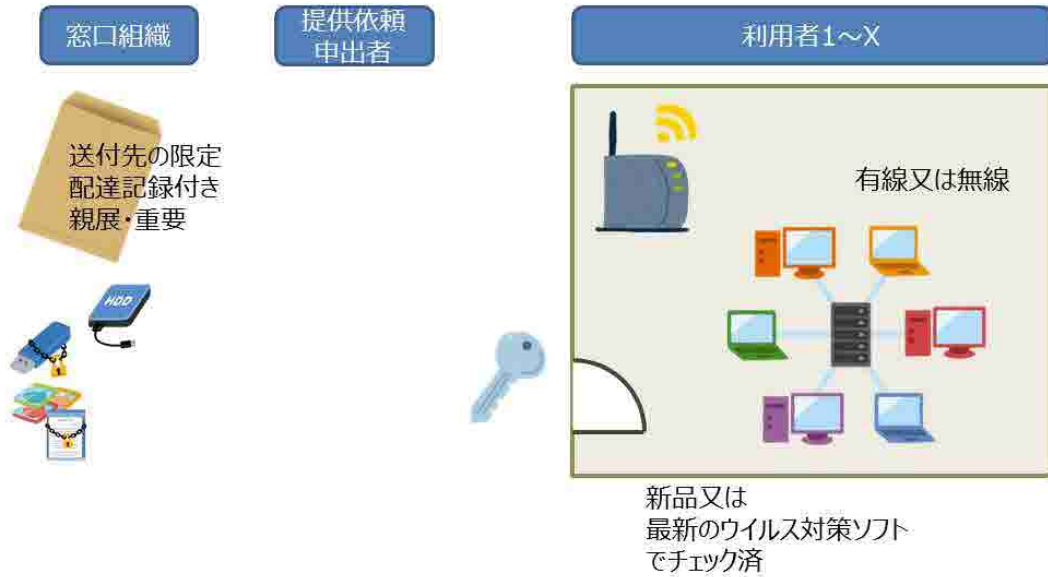 窓口組織
提供依頼
申出者
利用者1～X
送付先の限定
配達記録付き
親展・重要
有線又は無線
HDD
新品又は
最新のウイルス対策ソフト
でチェック済